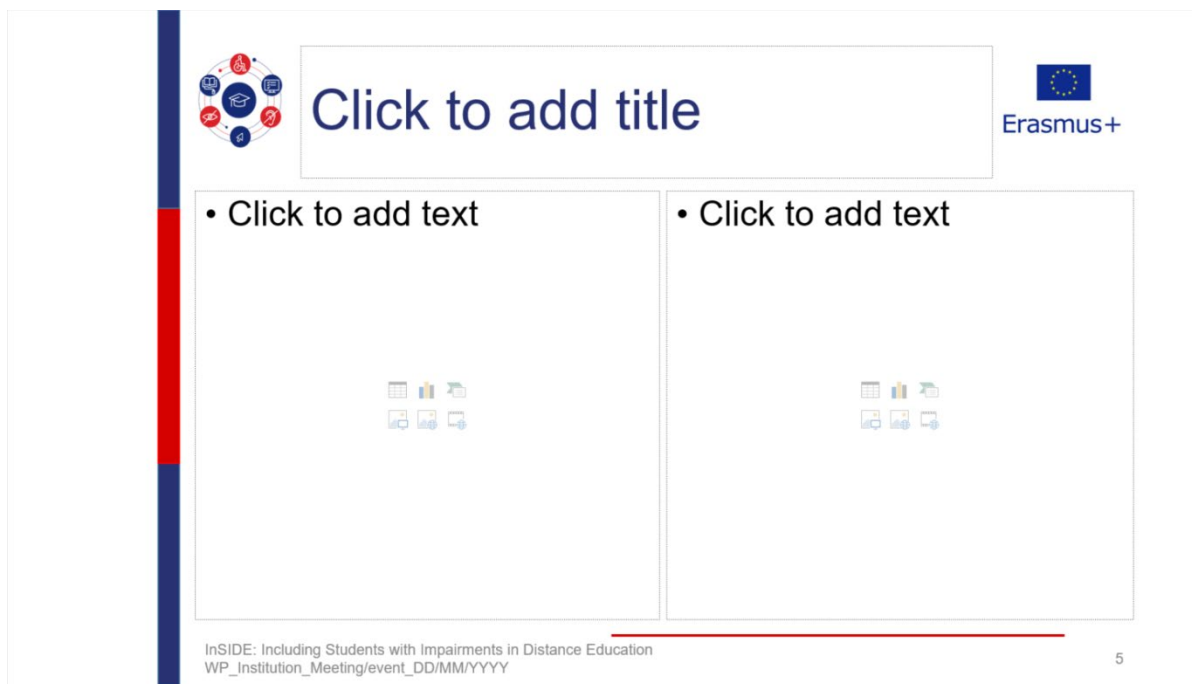 Click to add title
Erasmus+
• Click to add text
• Click to add text
InSIDE: Including Students with Impairments in Distance Education
WP_Institution_Meeting/event_DD/MM/YYYY
5